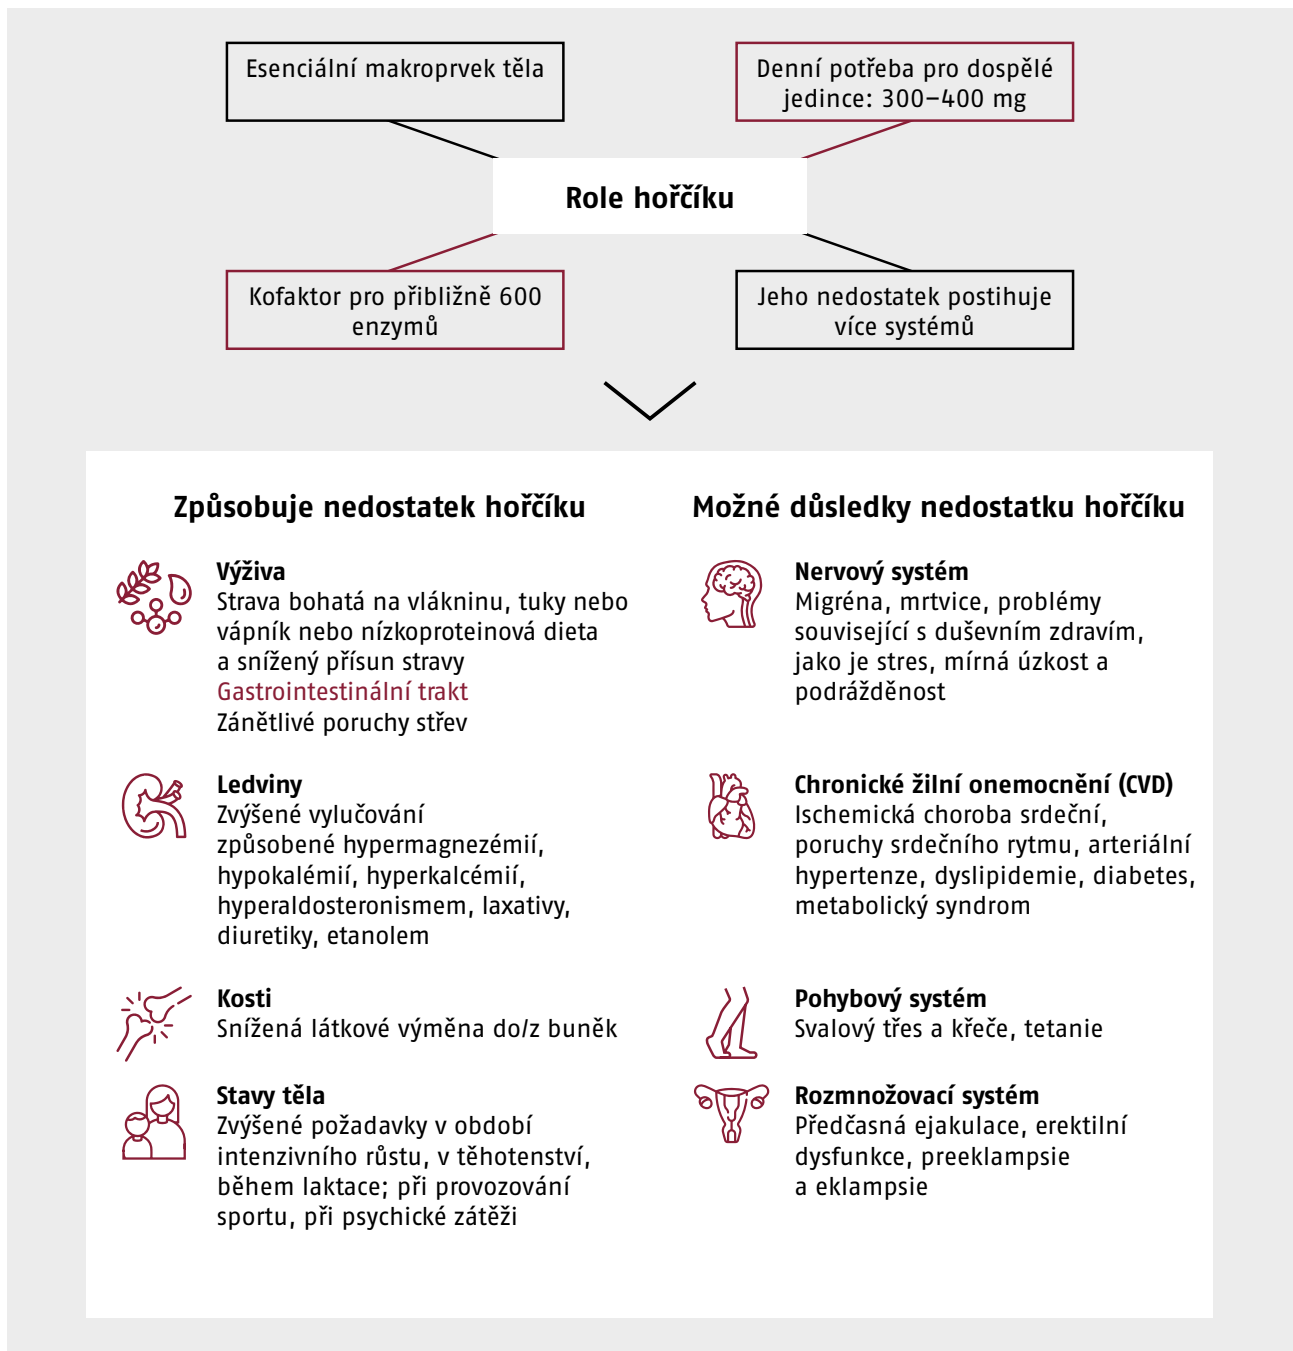 Esenciální makroprvek těla
Denní potřeba pro dospělé
jedince: 300–400 mg
Role hořčíku
Kofaktor pro přibližně 600
enzymů
Jeho nedostatek postihuje
více systémů
Způsobuje nedostatek hořčíku
Výživa
Strava bohatá na vlákninu, tuky nebo
vápník nebo nízkoproteinová dieta
a snížený přísun stravy
Gastrointestinální trakt
Zánětlivé poruchy střev
Ledviny
Zvýšené vylučování
způsobené hypermagnezémií,
hypokalémií, hyperkalcémií,
hyperaldosteronismem, laxativy,
diuretiky, etanolem
Kosti
Snížená látkové výměna do/z buněk
Stavy těla
Zvýšené požadavky v období
intenzivního růstu, v těhotenství,
během laktace; při provozování
sportu, při psychické zátěži
Možné důsledky nedostatku hořčíku
Nervový systém
Migréna, mrtvice, problémy
související s duševním zdravím,
jako je stres, mírná úzkost a
podrážděnost
Chronické žilní onemocnění (CVD)
Ischemická choroba srdeční,
poruchy srdečního rytmu, arteriální
hypertenze, dyslipidemie, diabetes,
metabolický syndrom
Pohybový systém
Svalový třes a křeče, tetanie
Rozmnožovací systém
Předčasná ejakulace, erektilní
dysfunkce, preeklampsie
a eklampsie